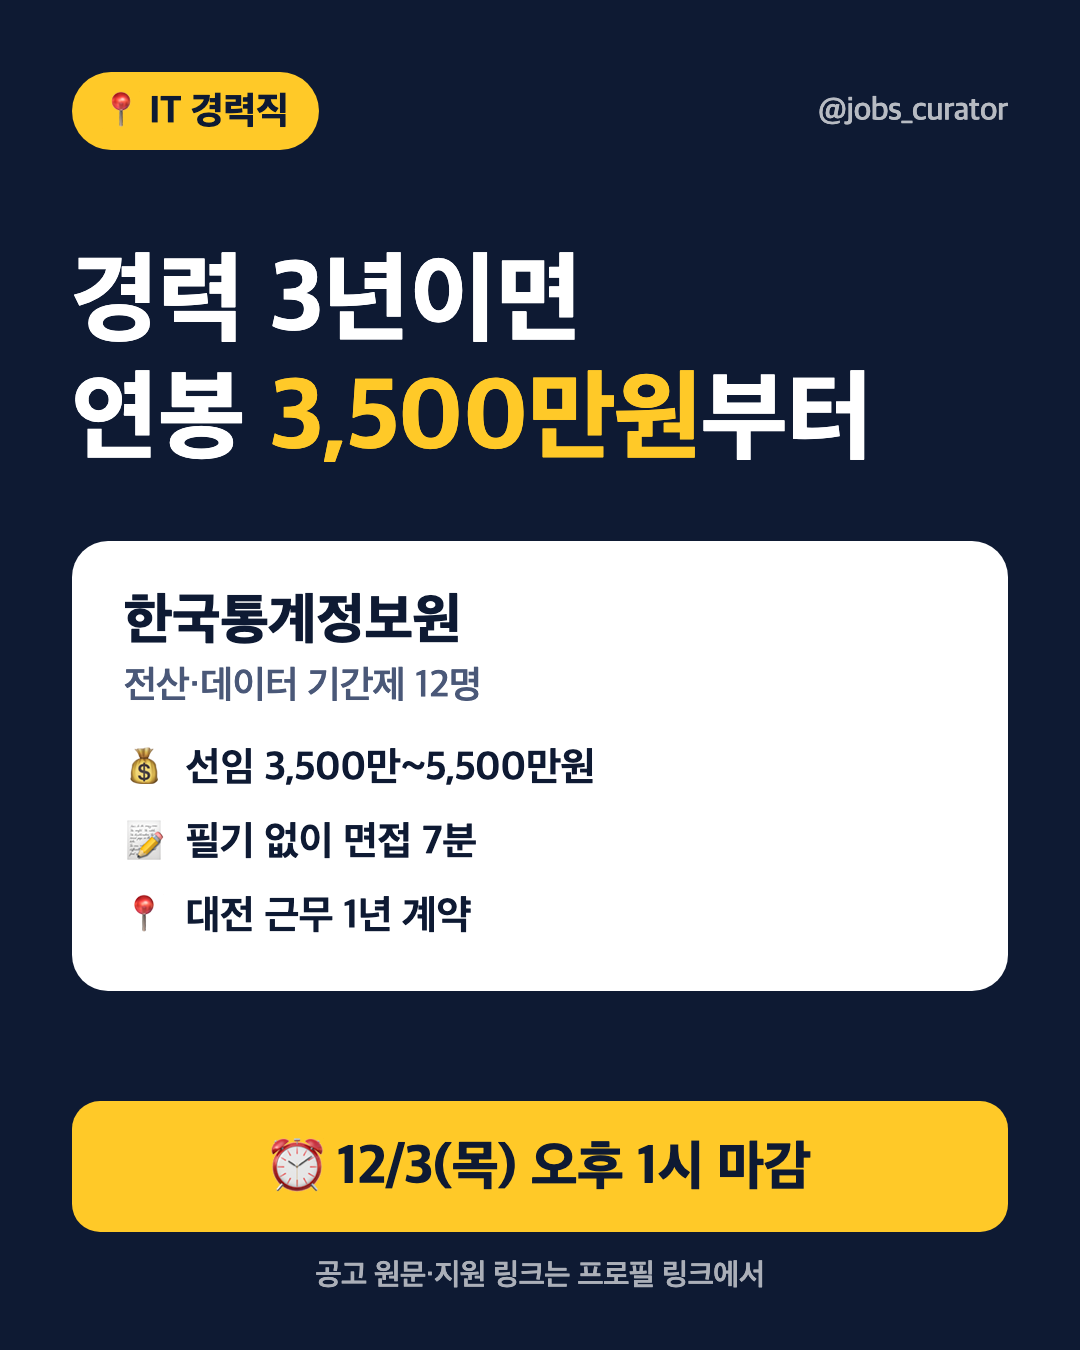 📍 IT 경력직
@jobs_curator
경력 3년이면
연봉 3,500만원부터
한국통계정보원
전산·데이터 기간제 12명
💰 선임 3,500만~5,500만원
📝 필기 없이 면접 7분
📍 대전 근무 1년 계약
⏰ 12/3(목) 오후 1시 마감
공고 원문·지원 링크는 프로필 링크에서